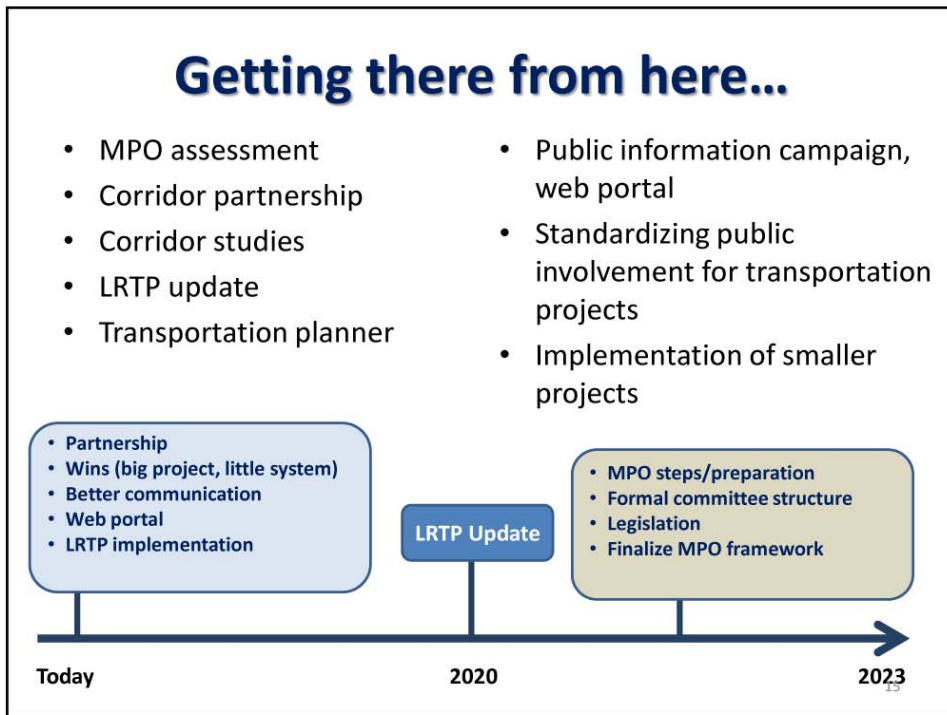 Getting there from here…
• MPO assessment
• Corridor partnership
• Corridor studies
• LRTP update
• Transportation planner
• Public information campaign,
web portal
• Standardizing public
involvement for transportation
projects
• Implementation of smaller
projects
• Partnership
• Wins (big project, little system)
• Better communication
• Web portal
• LRTP implementation
LRTP Update
• MPO steps/preparation
• Formal committee structure
• Legislation
• Finalize MPO framework
Today
2020
2023
15